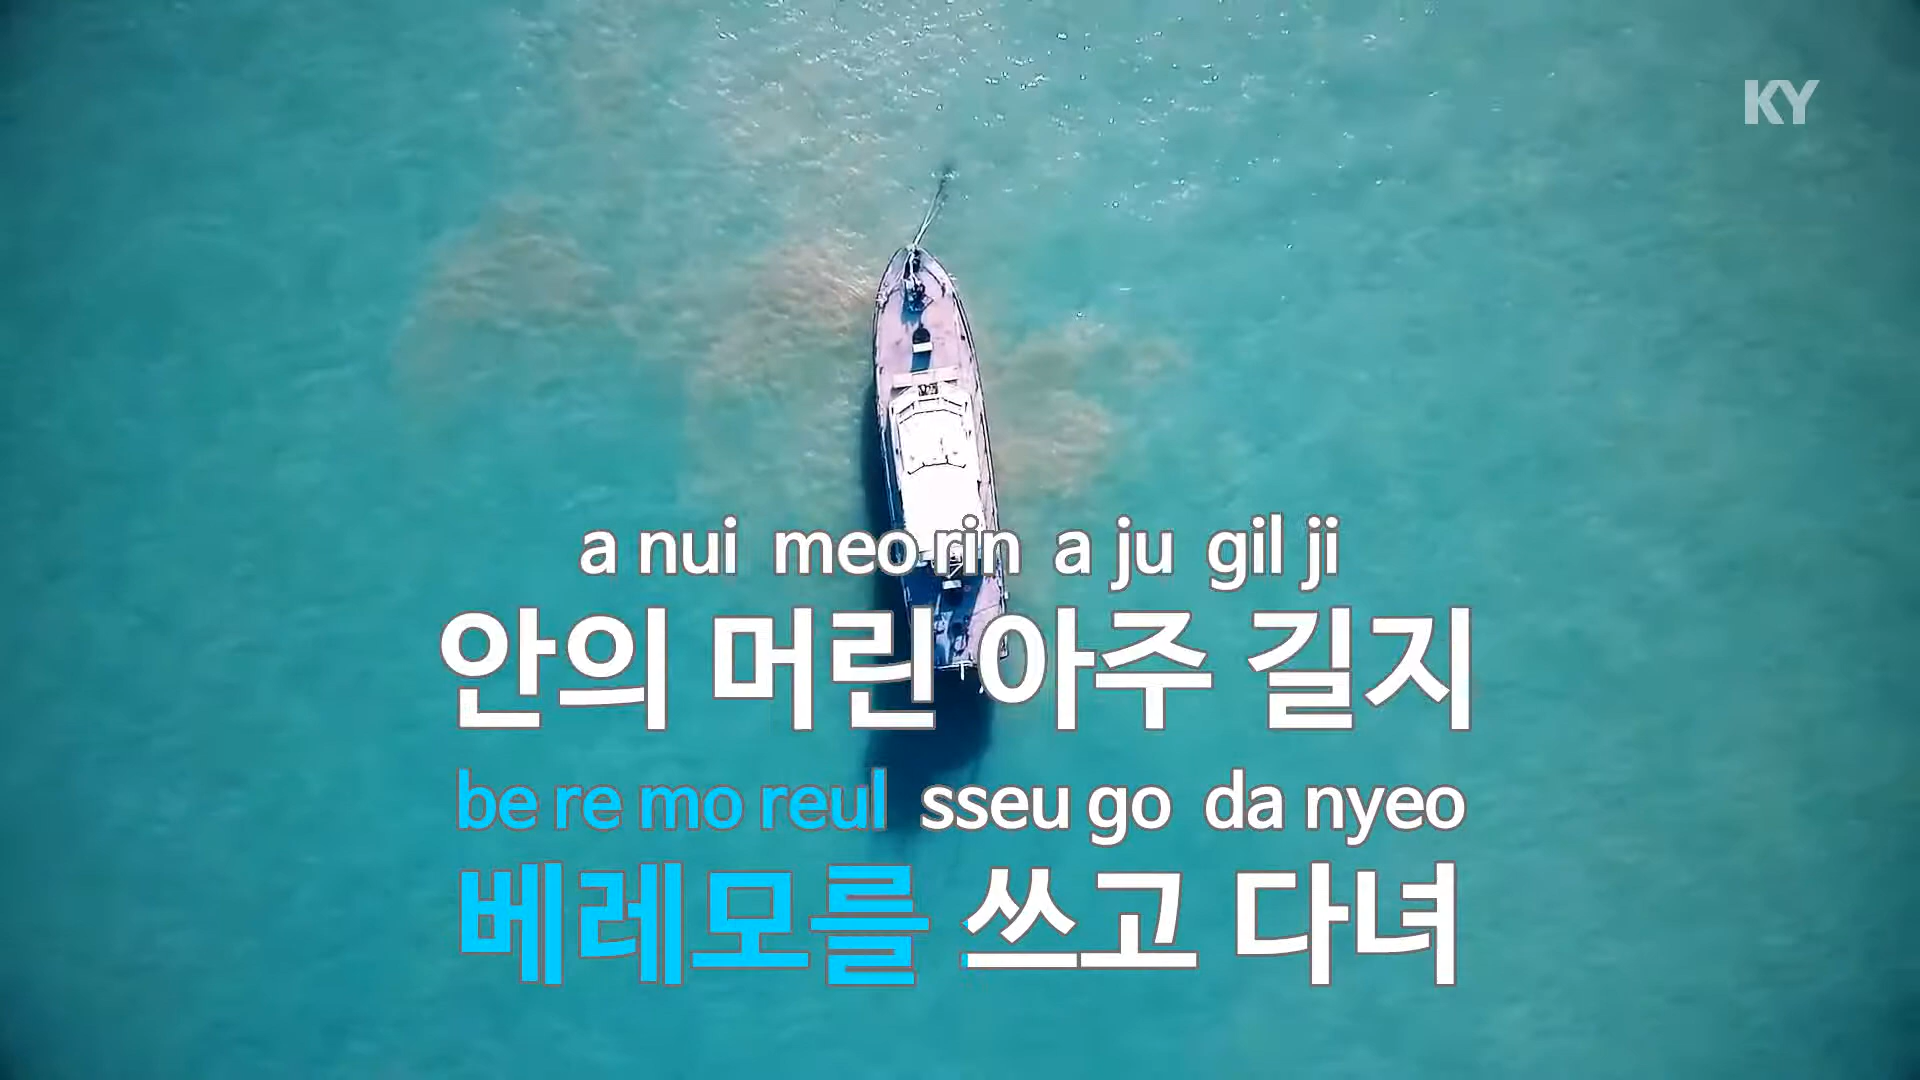 KY
a nui meo rin a ju gil ji
안의 머린 아주 길지
be re mo reul sseu go da nyeo
베레모를 쓰고 다녀